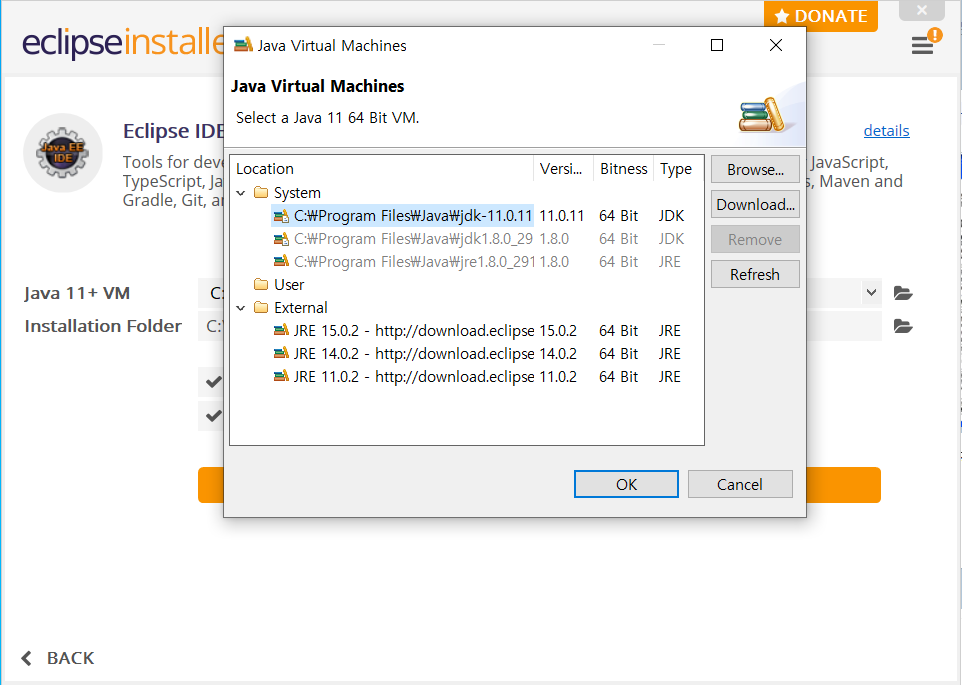 eclipseinstalle
DONATE
!
Java Virtual Machines
Java Virtual Machines
Select a Java 11 64 Bit VM.
Java EE
IDE
Eclipse IDE
details
Tools for deve
JavaScript,
TypeScript, Ja
s, Maven and
Gradle, Git, an
Location Versi... Bitness Type
System
C:₩Program Files₩Java₩jdk-11.0.11 11.0.11 64 Bit JDK
C:₩Program Files₩Java₩jdk1.8.0_29 1.8.0 64 Bit JDK
C:₩Program Files₩Java₩jre1.8.0_291 1.8.0 64 Bit JRE
User
External
JRE 15.0.2 - http://download.eclipse 15.0.2 64 Bit JRE
JRE 14.0.2 - http://download.eclipse 14.0.2 64 Bit JRE
JRE 11.0.2 - http://download.eclipse 11.0.2 64 Bit JRE
Browse...
Download...
Remove
Refresh
Java 11+ VM C:
Installation Folder C:
OK Cancel
BACK